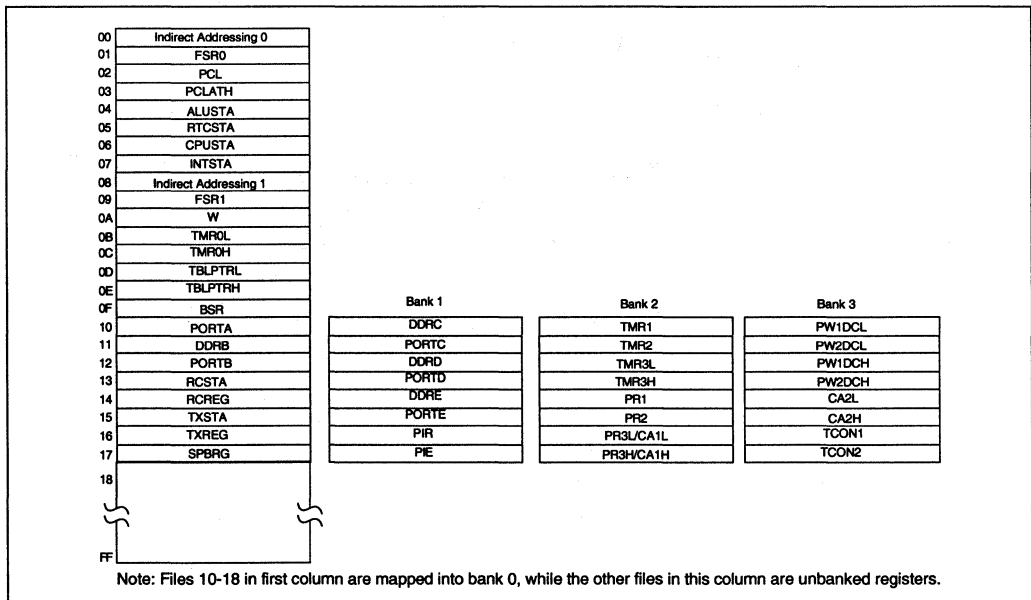 00 Indirect Addressing 0
01 FSR0
02 PCL
03 PCLATH
04 ALUSTA
05 RTCSTA
06 CPUSTA
07 INTSTA
08 Indirect Addressing 1
09 FSR1
0A W
0B TMR0L
0C TMR0H
0D TBLPTRL
0E TBLPTRH
0F BSR Bank 1 Bank 2 Bank 3
10 PORTA DDRC TMR1 PW1DCL
11 DDRB PORTC TMR2 PW2DCL
12 PORTB DDRD TMR3L PW1DCH
13 RCSTA PORTD TMR3H PW2DCH
14 RCREG DDRE PR1 CA2L
15 TXSTA PORTE PR2 CA2H
16 TXREG PIR PR3L/CA1L TCON1
17 SPBRG PIE PR3H/CA1H TCON2
18
FF
Note: Files 10-18 in first column are mapped into bank 0, while the other files in this column are unbanked registers.